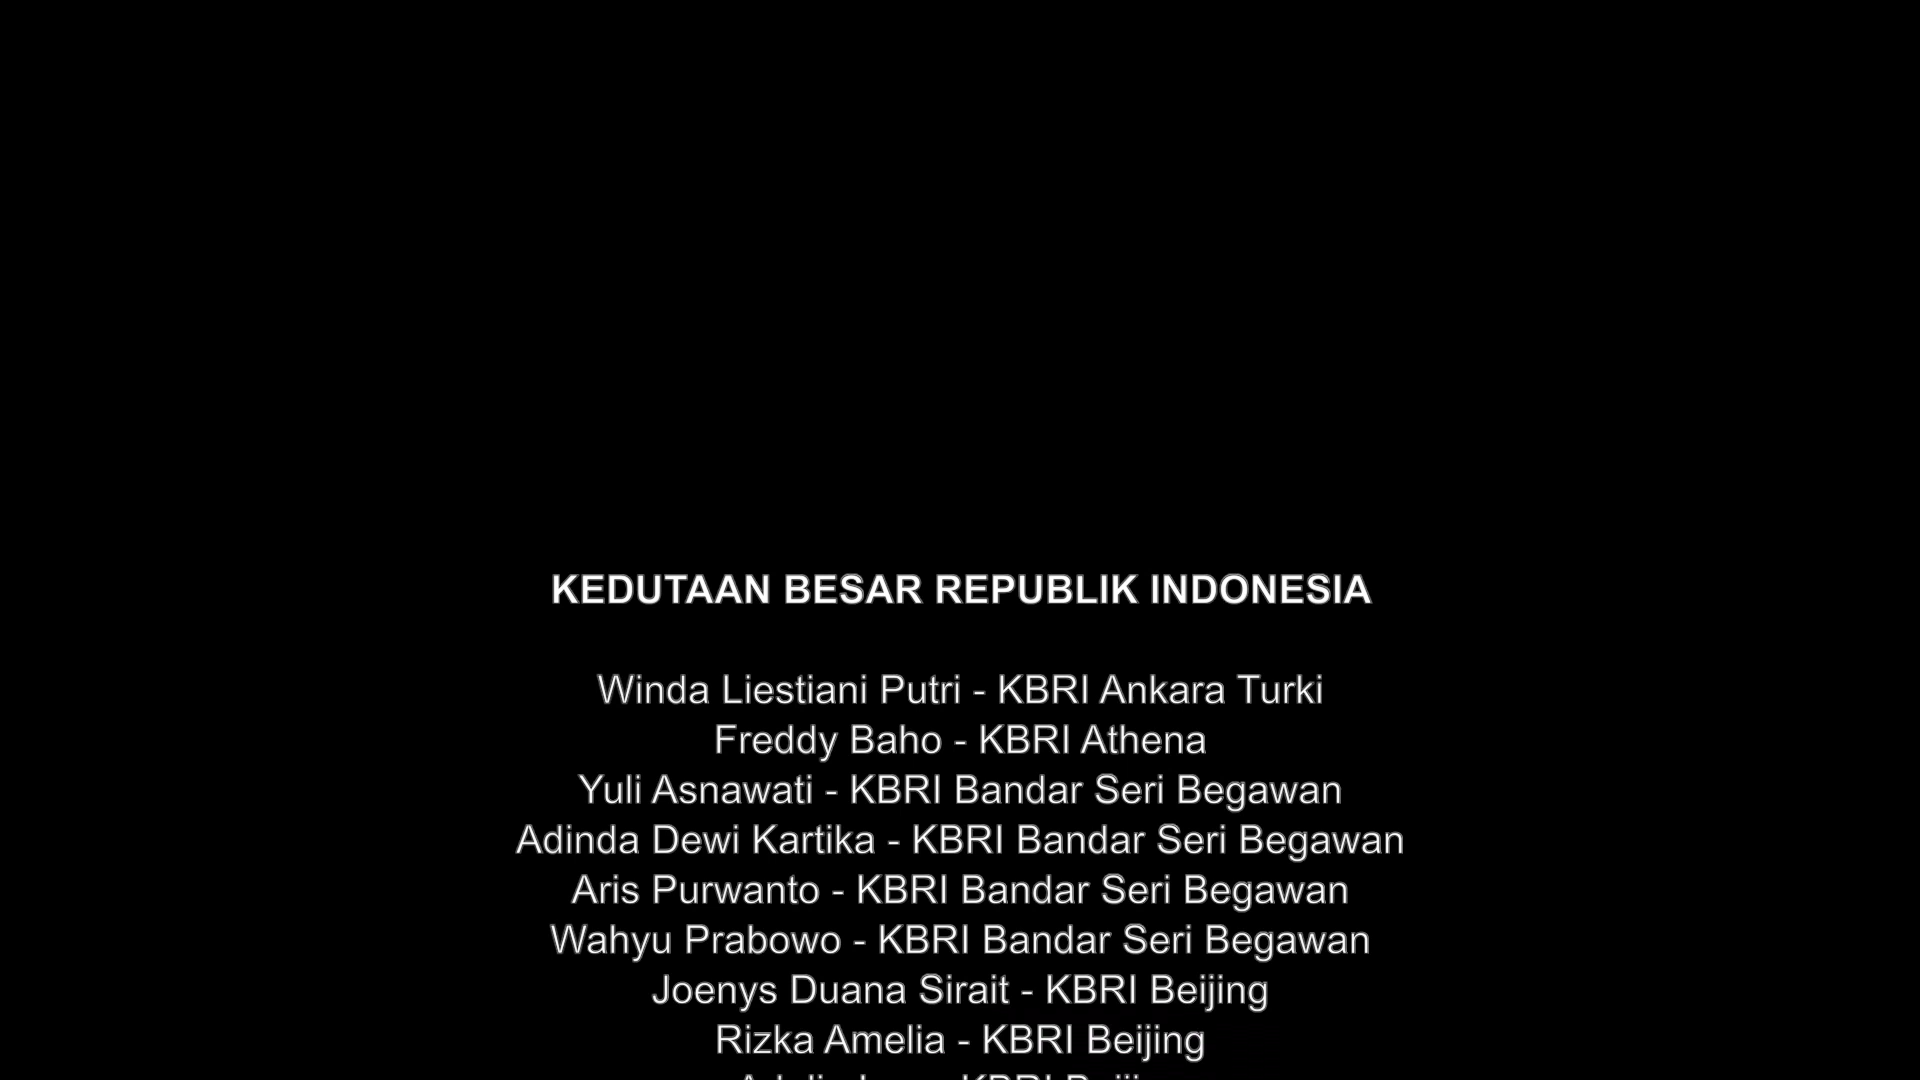 KEDUTAAN BESAR REPUBLIK INDONESIA
Winda Liestiani Putri - KBRI Ankara Turki
Freddy Baho - KBRI Athena
Yuli Asnawati - KBRI Bandar Seri Begawan
Adinda Dewi Kartika - KBRI Bandar Seri Begawan
Aris Purwanto - KBRI Bandar Seri Begawan
Wahyu Prabowo - KBRI Bandar Seri Begawan
Joenys Duana Sirait - KBRI Beijing
Rizka Amelia - KBRI Beijing